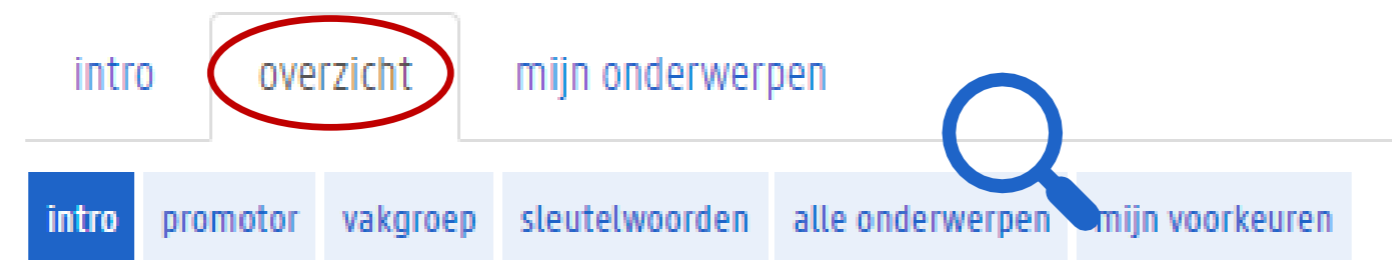 intro overzicht mijn onderwerpen
intro promotor vakgroep sleutelwoorden alle onderwerpen mijn voorkeuren